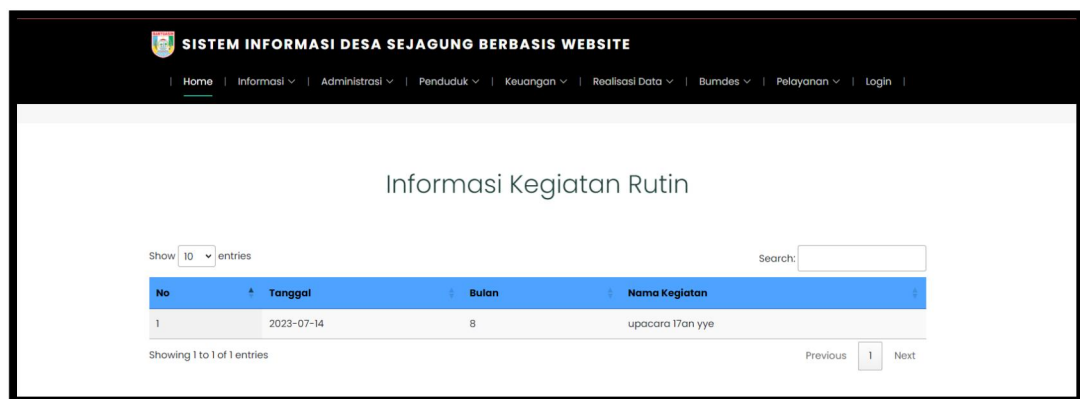 SISTEM INFORMASI DESA SEJAGUNG BERBASIS WEBSITE
| Home | Informasi | Administrasi | Penduduk | Keuangan | Realisasi Data | Bumdes | Pelayanan | Login |
Informasi Kegiatan Rutin
Show 10 entries Search:
No Tanggal Bulan Nama Kegiatan
1 2023-07-14 8 upacara 17an yye
Showing 1 to 1 of 1 entries Previous 1 Next